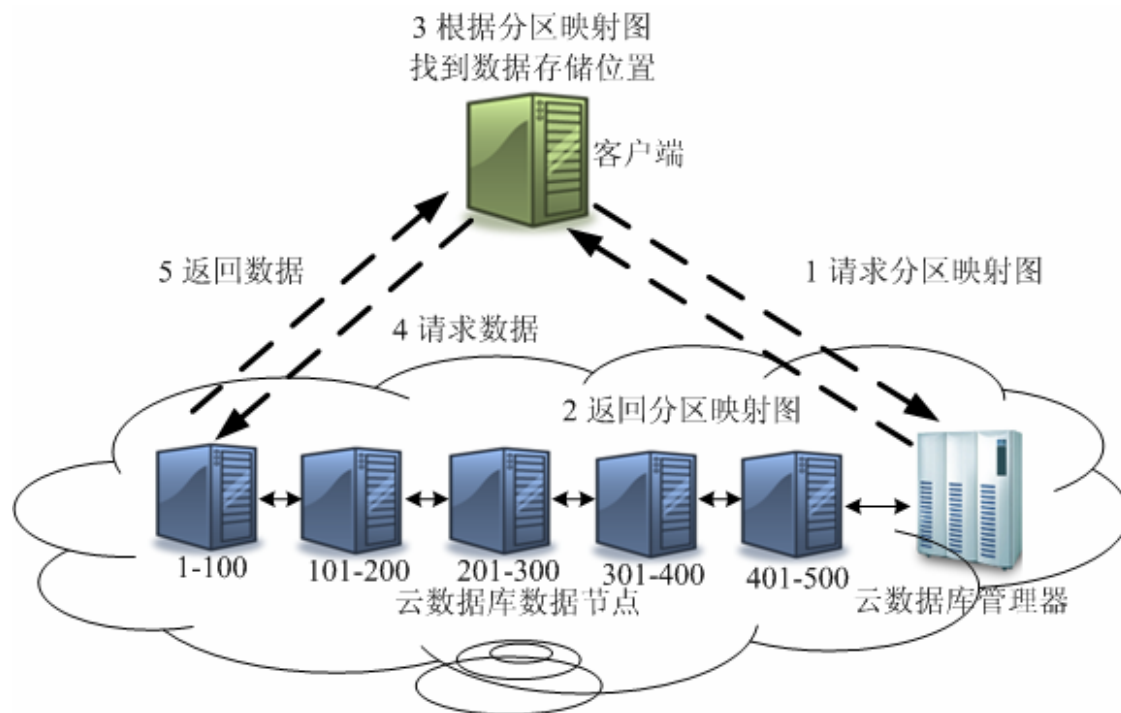 3 根据分区映射图
找到数据存储位置
客户端
5 返回数据
1 请求分区映射图
4 请求数据
2 返回分区映射图
1-100
101-200
201-300
301-400
401-500
云数据库数据节点
云数据库管理器